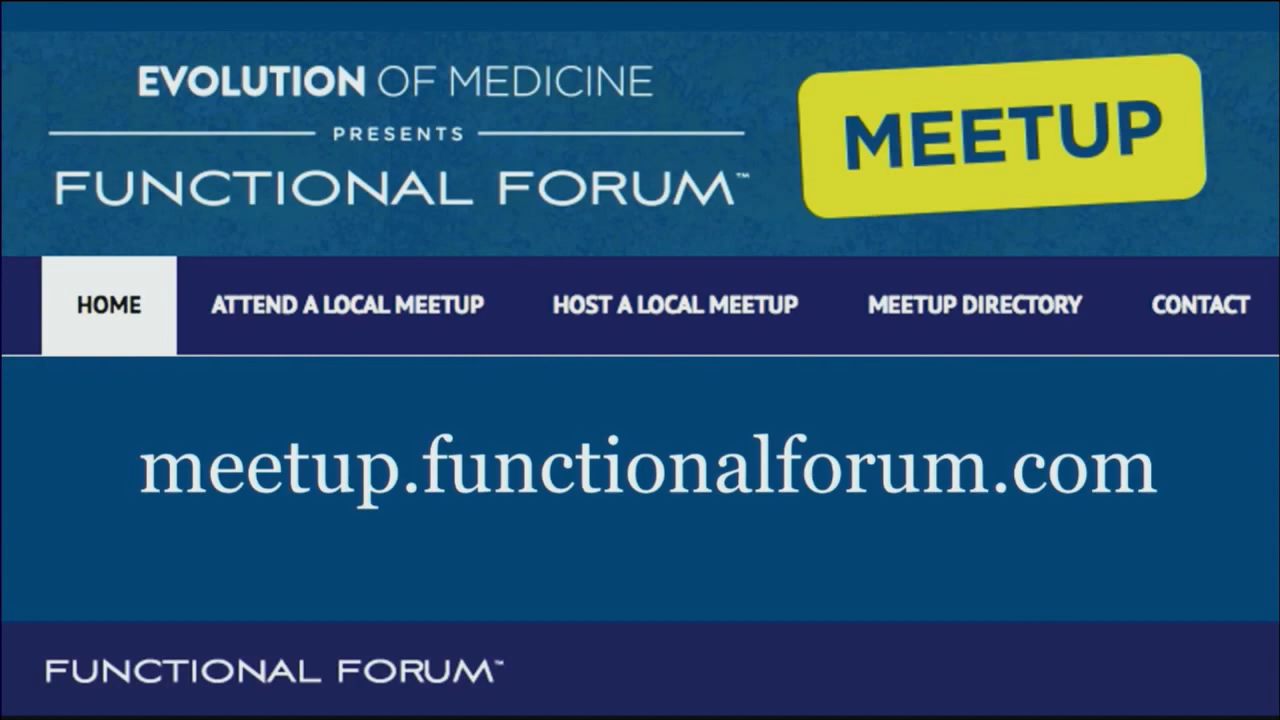 EVOLUTION OF MEDICINE
PRESENTS
FUNCTIONAL FORUM™
MEETUP
HOME ATTEND A LOCAL MEETUP HOST A LOCAL MEETUP MEETUP DIRECTORY CONTACT
meetup.functionalforum.com
FUNCTIONAL FORUM™